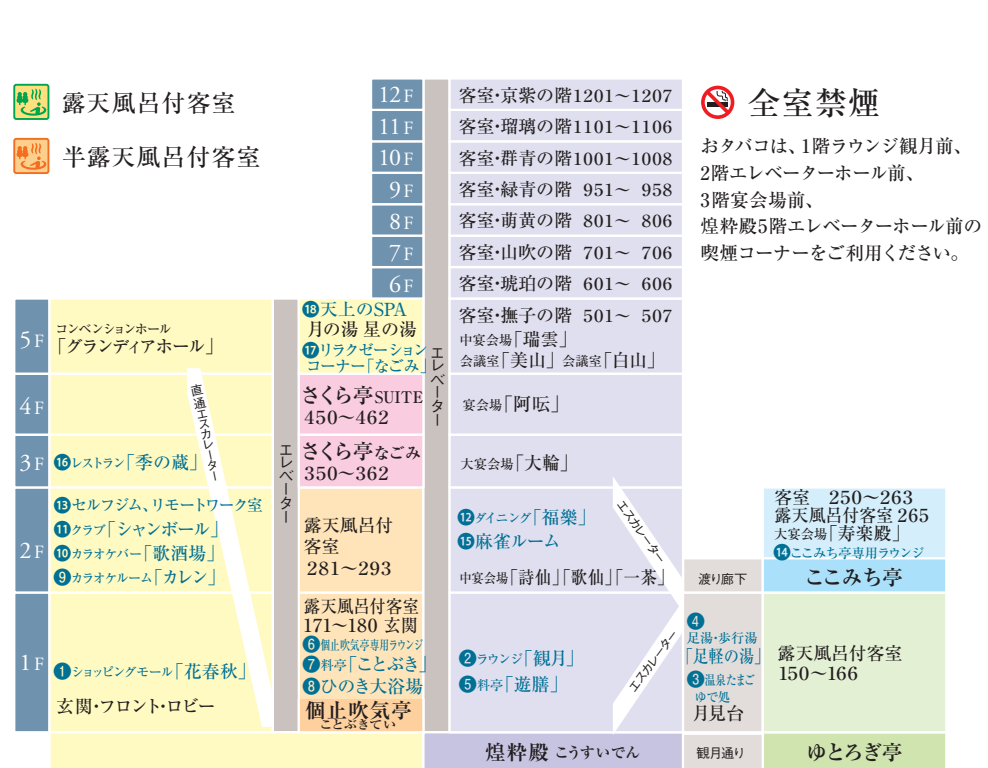 露天風呂付客室
半露天風呂付客室
全室禁煙
おタバコは、1階ラウンジ観月前、
2階エレベーターホール前、
3階宴会場前、
煌粋殿5階エレベーターホール前の
喫煙コーナーをご利用ください。
12F 客室・京紫の階1201〜1207
11F 客室・瑠璃の階1101〜1106
10F 客室・群青の階1001〜1008
9F 客室・緑青の階 951〜 958
8F 客室・萌黄の階 801〜 806
7F 客室・山吹の階 701〜 706
6F 客室・琥珀の階 601〜 606
5F
コンベンションホール
「グランディアホール」
⑱天上のSPA
月の湯 星の湯
⑰リラクゼーション
コーナー「なごみ」
客室・撫子の階 501〜 507
中宴会場「瑞雲」
会議室「美山」 会議室「白山」
エレベーター
エレベーター
直通エスカレーター
4F
さくら亭SUITE
450〜462
宴会場「阿吽」
3F
⑯レストラン「季の蔵」
さくら亭なごみ
350〜362
大宴会場「大輪」
2F
⑬セルフジム、リモートワーク室
⑪クラブ「シャンボール」
⑩カラオケバー「歌酒場」
⑨カラオケルーム「カレン」
露天風呂付
客室
281〜293
⑫ダイニング「福樂」
⑮麻雀ルーム
中宴会場「詩仙」「歌仙」「一茶」
エスカレーター
渡り廊下
客室 250〜263
露天風呂付客室 265
大宴会場「寿楽殿」
⑭ここみち亭専用ラウンジ
ここみち亭
1F
①ショッピングモール「花春秋」
玄関・フロント・ロビー
露天風呂付客室
171〜180 玄関
⑥個止吹気亭専用ラウンジ
⑦料亭「ことぶき」
⑧ひのき大浴場
個止吹気亭
ことぶきてい
②ラウンジ「観月」
⑤料亭「遊膳」
エスカレーター
④
足湯・歩行湯
「足軽の湯」
③温泉たまご
ゆで処
月見台
露天風呂付客室
150〜166
煌粋殿 こうすいでん
観月通り
ゆとろぎ亭